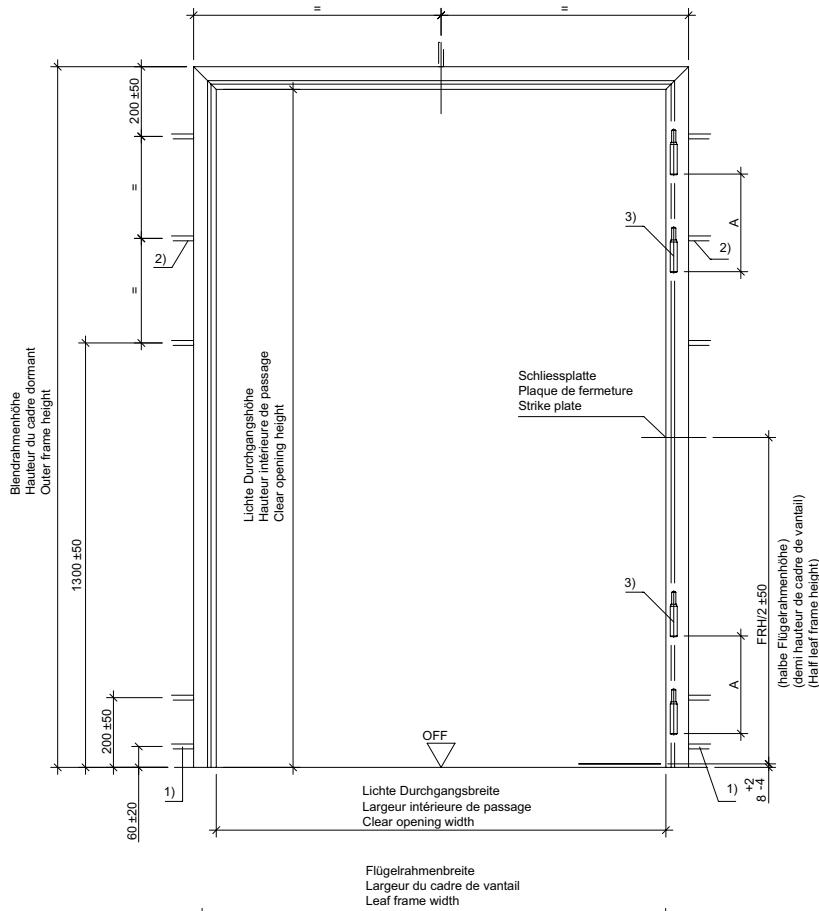 =
=
200 ±50
=
=
2)
3)
A
2)
Blendrahmenhöhe
Hauteur du cadre dormant
Outer frame height
Lichte Durchgangshöhe
Hauteur intérieure de passage
Clear opening height
Schliessplatte
Plaque de fermeture
Strike plate
1300 ±50
3)
FRH/2 ±50
(halbe Flügelrahmenhöhe)
(demi hauteur de cadre de vantail)
(Half leaf frame height)
A
200 ±50
OFF
60 ±20
1)
1)
+2
8 -4
Lichte Durchgangsbreite
Largeur intérieure de passage
Clear opening width
Flügelrahmenbreite
Largeur du cadre de vantail
Leaf frame width